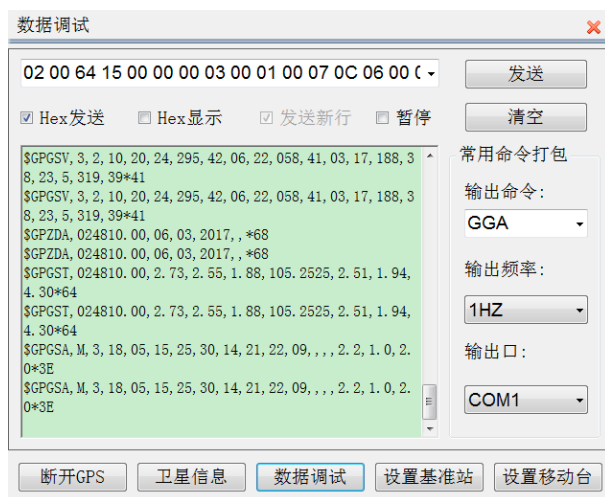 数据调试
02 00 64 15 00 00 00 03 00 01 00 07 0C 06 00
发送
Hex发送 Hex显示 发送新行 暂停
清空
$GPGSV, 3, 2, 10, 20, 24, 295, 42, 06, 22, 058, 41, 03, 17, 188, 3
8, 23, 5, 319, 39*41
$GPGSV, 3, 2, 10, 20, 24, 295, 42, 06, 22, 058, 41, 03, 17, 188, 3
8, 23, 5, 319, 39*41
$GPZDA, 024810. 00, 06, 03, 2017, , *68
$GPZDA, 024810. 00, 06, 03, 2017, , *68
$GPGST, 024810. 00, 2. 73, 2. 55, 1. 88, 105. 2525, 2. 51, 1. 94,
4. 30*64
$GPGST, 024810. 00, 2. 73, 2. 55, 1. 88, 105. 2525, 2. 51, 1. 94,
4. 30*64
$GPGSA, M, 3, 18, 05, 15, 25, 30, 14, 21, 22, 09, , , , 2. 2, 1. 0, 2.
0*3E
$GPGSA, M, 3, 18, 05, 15, 25, 30, 14, 21, 22, 09, , , , 2. 2, 1. 0, 2.
0*3E
常用命令打包
输出命令:
GGA
输出频率:
1HZ
输出口:
COM1
断开GPS 卫星信息 数据调试 设置基准站 设置移动台